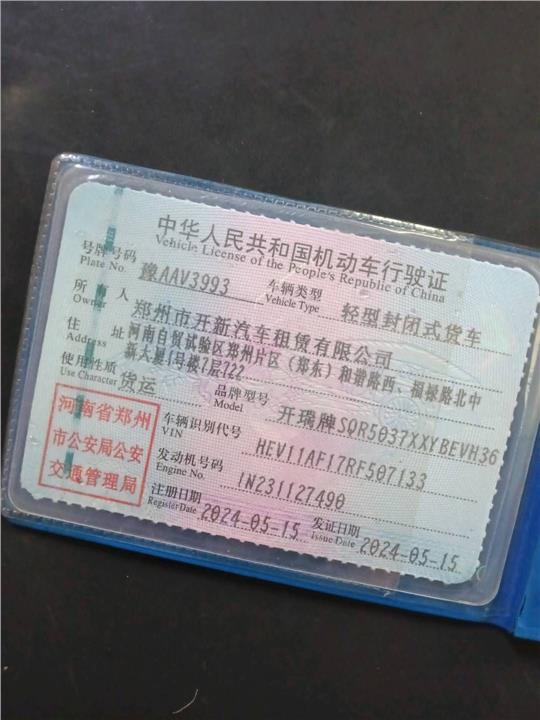 中华人民共和国机动车行驶证
Vehicle License of the People's Republic of China
号牌号码 豫AAV3993 车辆类型 轻型封闭式货车
Plate No. Vehicle Type
所有人 郑州市开新汽车租赁有限公司
Owner
住址 河南自贸试验区郑州片区（郑东）和谐路西、福禄路北中
Address 新大厦1号楼7层722
使用性质 货运 品牌型号 开瑞牌SQR5037XXYBEVH36
Use Character Model
河南省郑州
市公安局公安
交通管理局
车辆识别代号 HEV11AF17RF507133
VIN
发动机号码 1N231127490
Engine No.
注册日期 2024-05-15 发证日期 2024-05-15
Register Date Issue Date